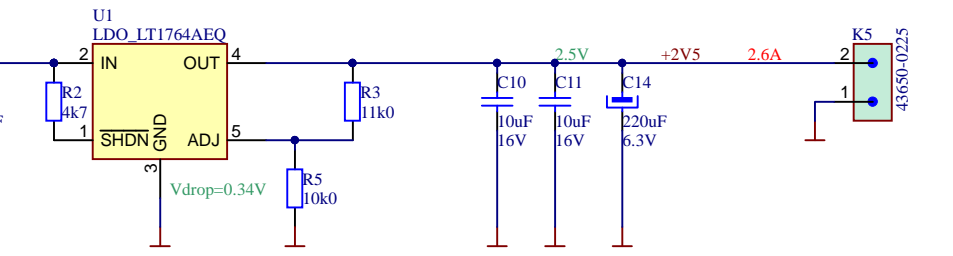 U1
LDO_LT1764AEQ
2
IN
OUT
4
R2
4k7
1
SHDN
GND
ADJ
5
3
Vdrop=0.34V
R3
11k0
R5
10k0
2.5V
+2V5
2.6A
C10
10uF
16V
C11
10uF
16V
C14
220uF
6.3V
K5
2
1
43650-0225